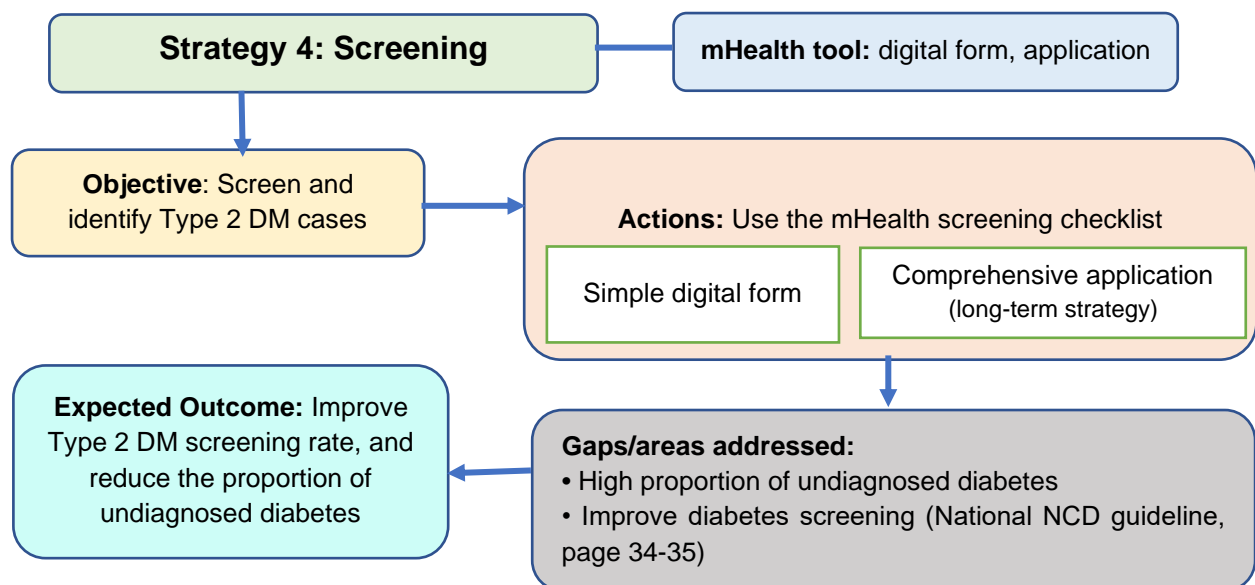 Strategy 4: Screening
mHealth tool: digital form, application
Objective: Screen and
identify Type 2 DM cases
Actions: Use the mHealth screening checklist
Simple digital form
Comprehensive application
(long-term strategy)
Expected Outcome: Improve
Type 2 DM screening rate, and
reduce the proportion of
undiagnosed diabetes
Gaps/areas addressed:
• High proportion of undiagnosed diabetes
• Improve diabetes screening (National NCD guideline,
page 34-35)